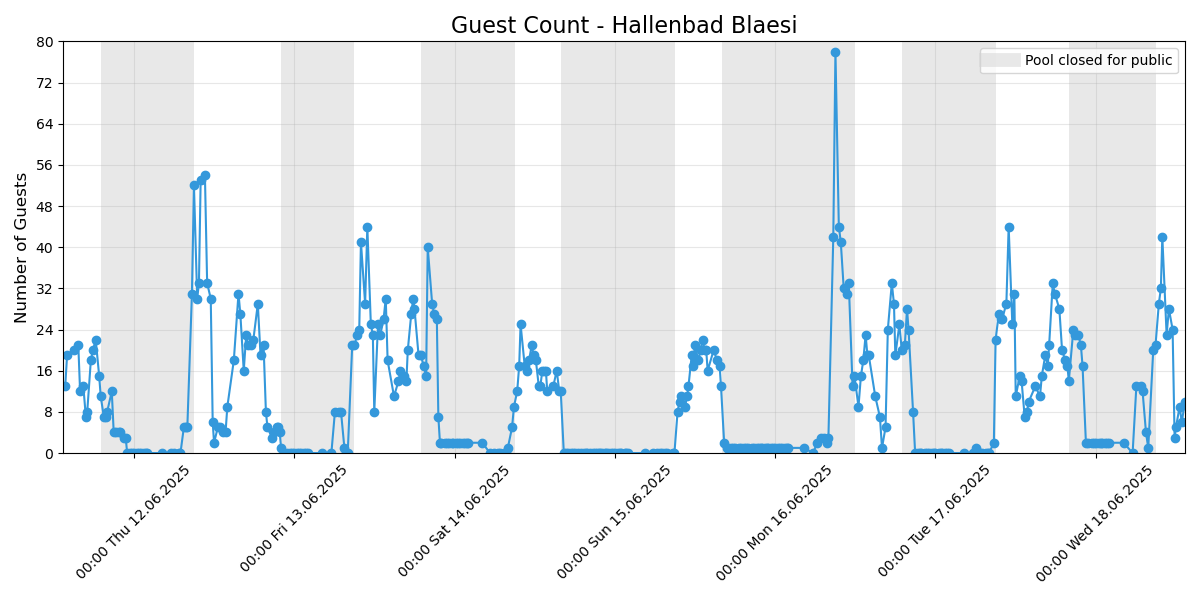 Guest Count - Hallenbad Blaesi
Pool closed for public
Number of Guests
80
72
64
56
48
40
32
24
16
8
0
00:00 Thu 12.06.2025
00:00 Fri 13.06.2025
00:00 Sat 14.06.2025
00:00 Sun 15.06.2025
00:00 Mon 16.06.2025
00:00 Tue 17.06.2025
00:00 Wed 18.06.2025